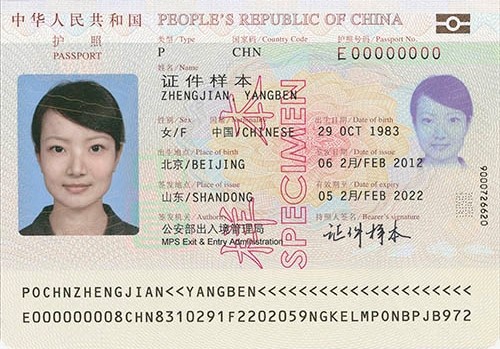 中华人民共和国 PEOPLE'S REPUBLIC OF CHINA
护照 类型/Type 国家码/Country Code 护照号码/Passport No.
PASSPORT P CHN E00000000
姓名/Name
证件样本
ZHENGJIAN YANGBEN
性别/Sex 国籍/Nationality 出生日期/Date of birth
女/F 中国/CHINESE 29 OCT 1983
出生地点/Place of birth 签发日期/Date of issue
北京/BEIJING 06 2月/FEB 2012
签发地点/Place of issue 有效期至/Date of expiry
山东/SHANDONG 05 2月/FEB 2022
签发机关/Authority 持照人签名/Bearer's signature
公安部出入境管理局 证件样本
MPS Exit & Entry Administration
样本
SPECIMEN
POCHNZHENGJIAN<<YANGBEN<<<<<<<<<<<<<<<<<<<<<
E000000008CHN8310291F2202059NGKELMPONBPJB972